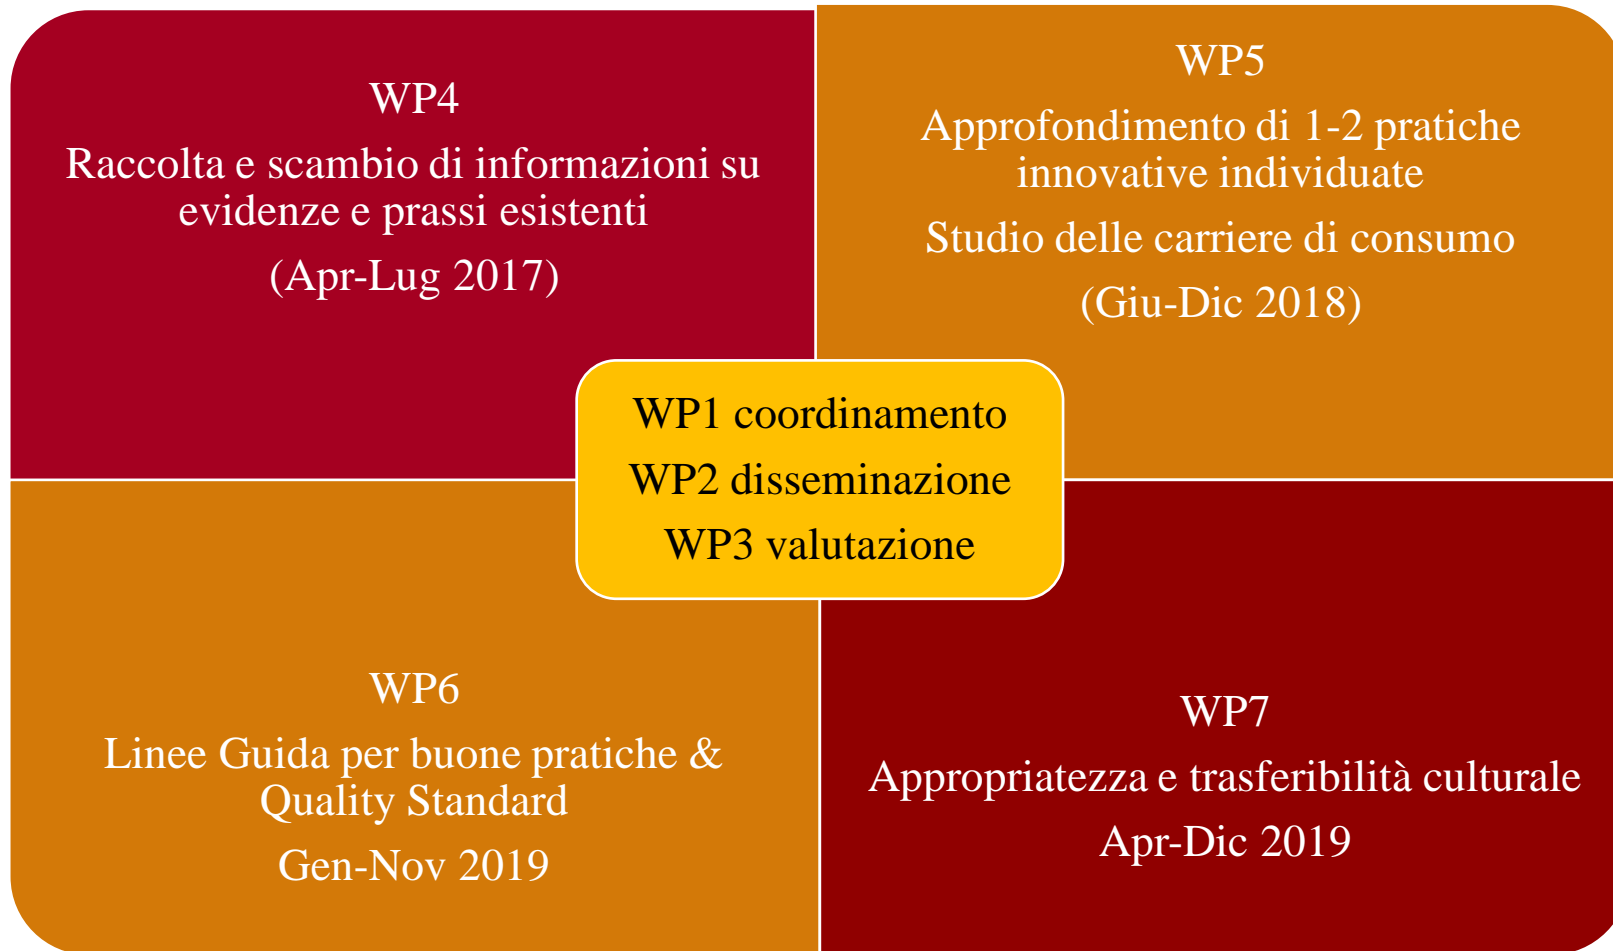 WP4
Raccolta e scambio di informazioni su
evidenze e prassi esistenti
(Apr-Lug 2017)
WP5
Approfondimento di 1-2 pratiche
innovative individuate
Studio delle carriere di consumo
(Giu-Dic 2018)
WP1 coordinamento
WP2 disseminazione
WP3 valutazione
WP6
Linee Guida per buone pratiche &
Quality Standard
Gen-Nov 2019
WP7
Appropriatezza e trasferibilità culturale
Apr-Dic 2019